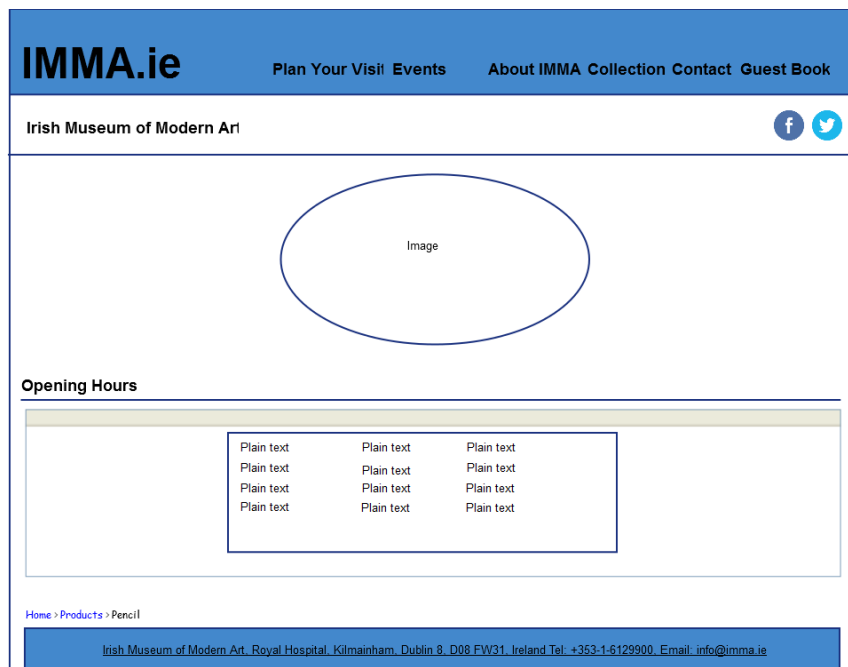 IMMA.ie
Plan Your Visit Events About IMMA Collection Contact Guest Book
Irish Museum of Modern Art
Image
Opening Hours
Plain text Plain text Plain text
Plain text Plain text Plain text
Plain text Plain text Plain text
Plain text Plain text Plain text
Home > Products > Pencil
Irish Museum of Modern Art, Royal Hospital, Kilmainham, Dublin 8, D08 FW31, Ireland Tel: +353-1-6129900, Email: info@imma.ie